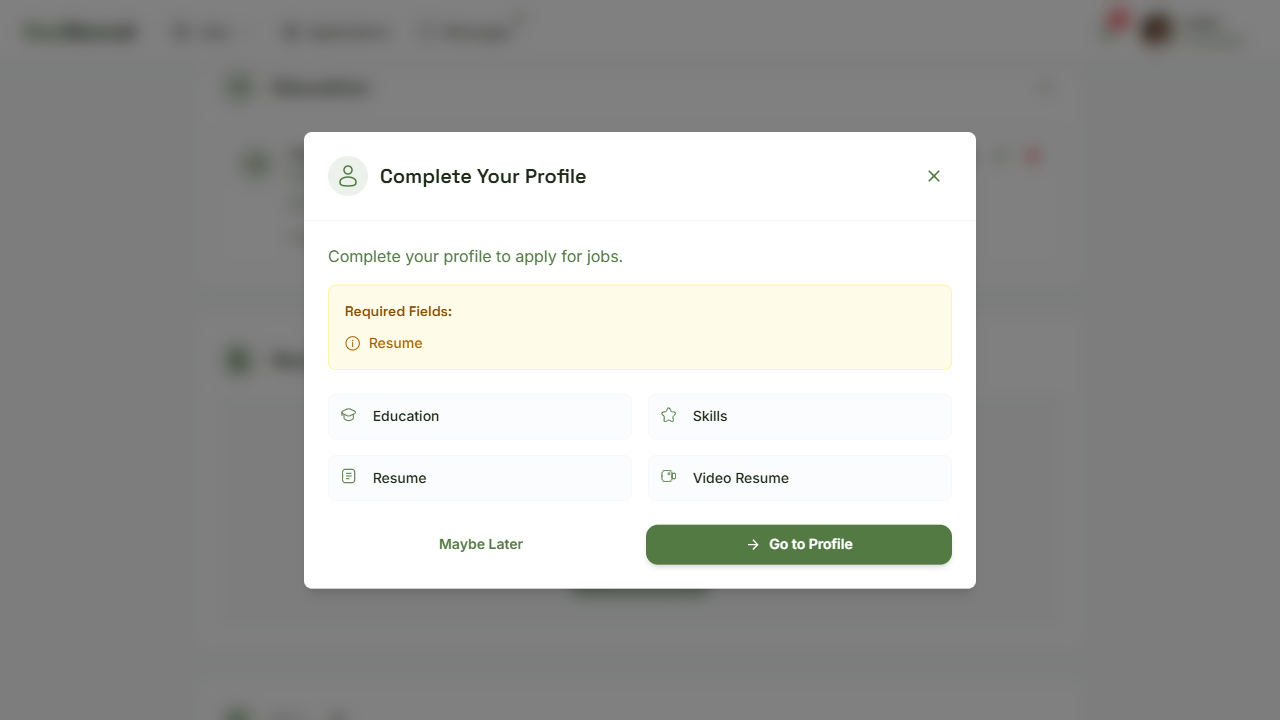 Complete Your Profile
Complete your profile to apply for jobs.
Required Fields:
Resume
Education
Skills
Resume
Video Resume
Maybe Later
Go to Profile